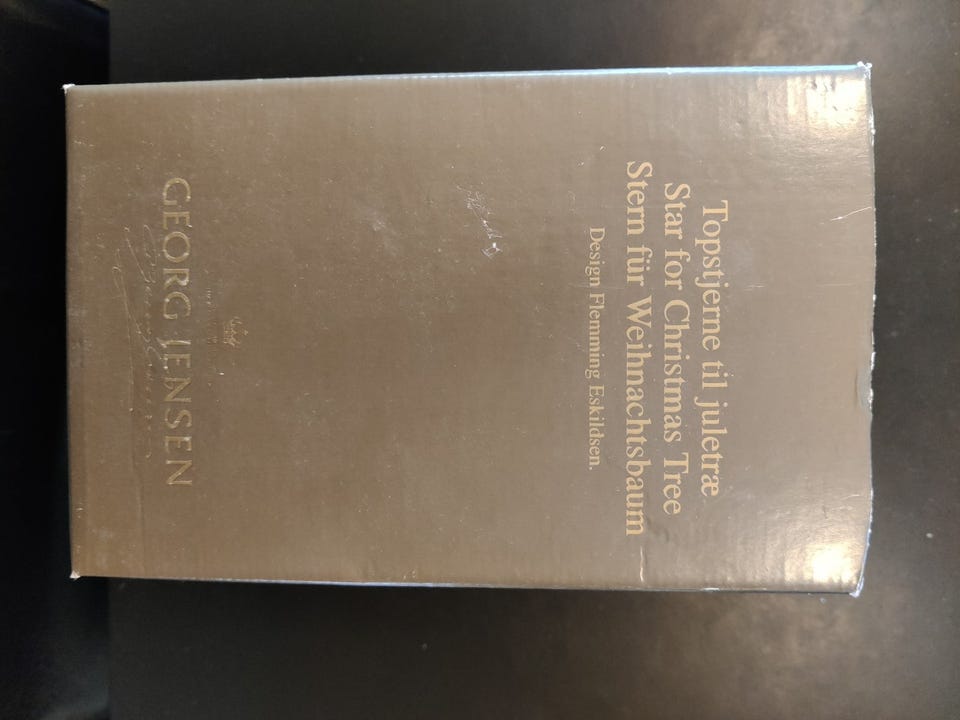 Topstjerne til juletræ
Star for Christmas Tree
Stern für Weihnachtsbaum
Design Flemming Eskildsen.
GEORG JENSEN